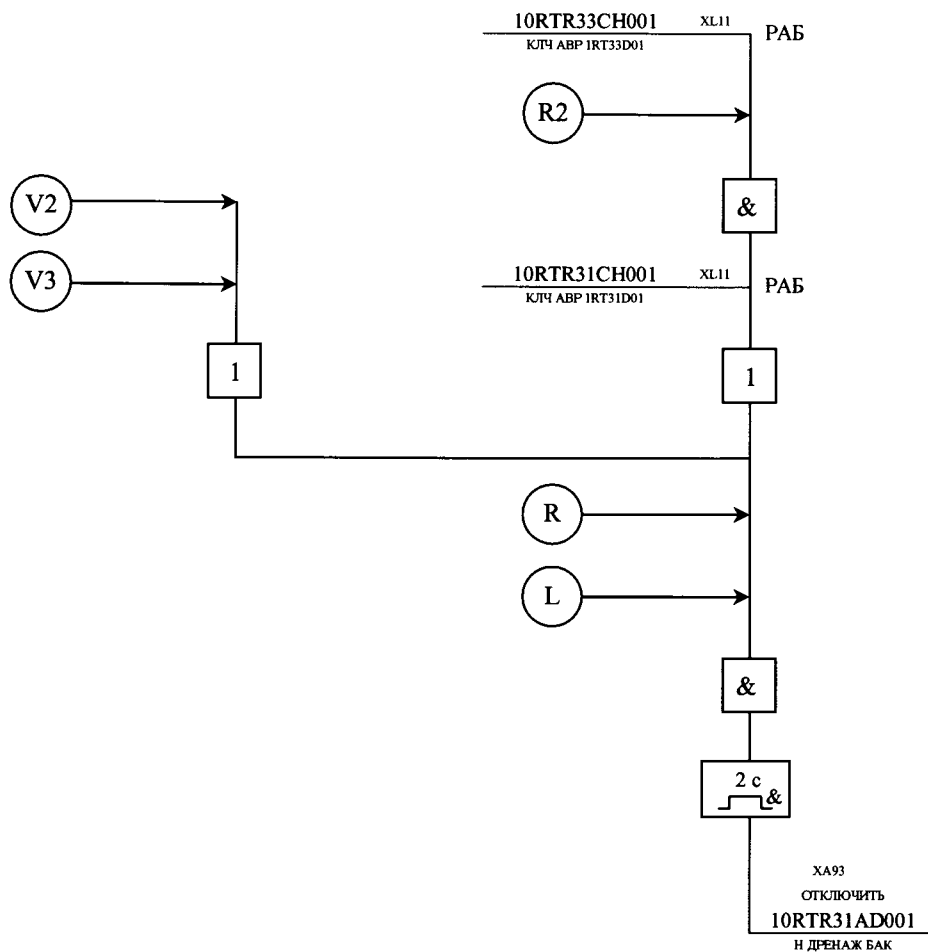 10RTR33CH001 XL11 РАБ
КЛЧ АВР 1RT33D01
R2
V2
&
V3
10RTR31CH001 XL11 РАБ
КЛЧ АВР 1RT31D01
1
1
R
L
&
2 с
&
XA93
ОТКЛЮЧИТЬ
10RTR31AD001
Н ДРЕНАЖ БАК